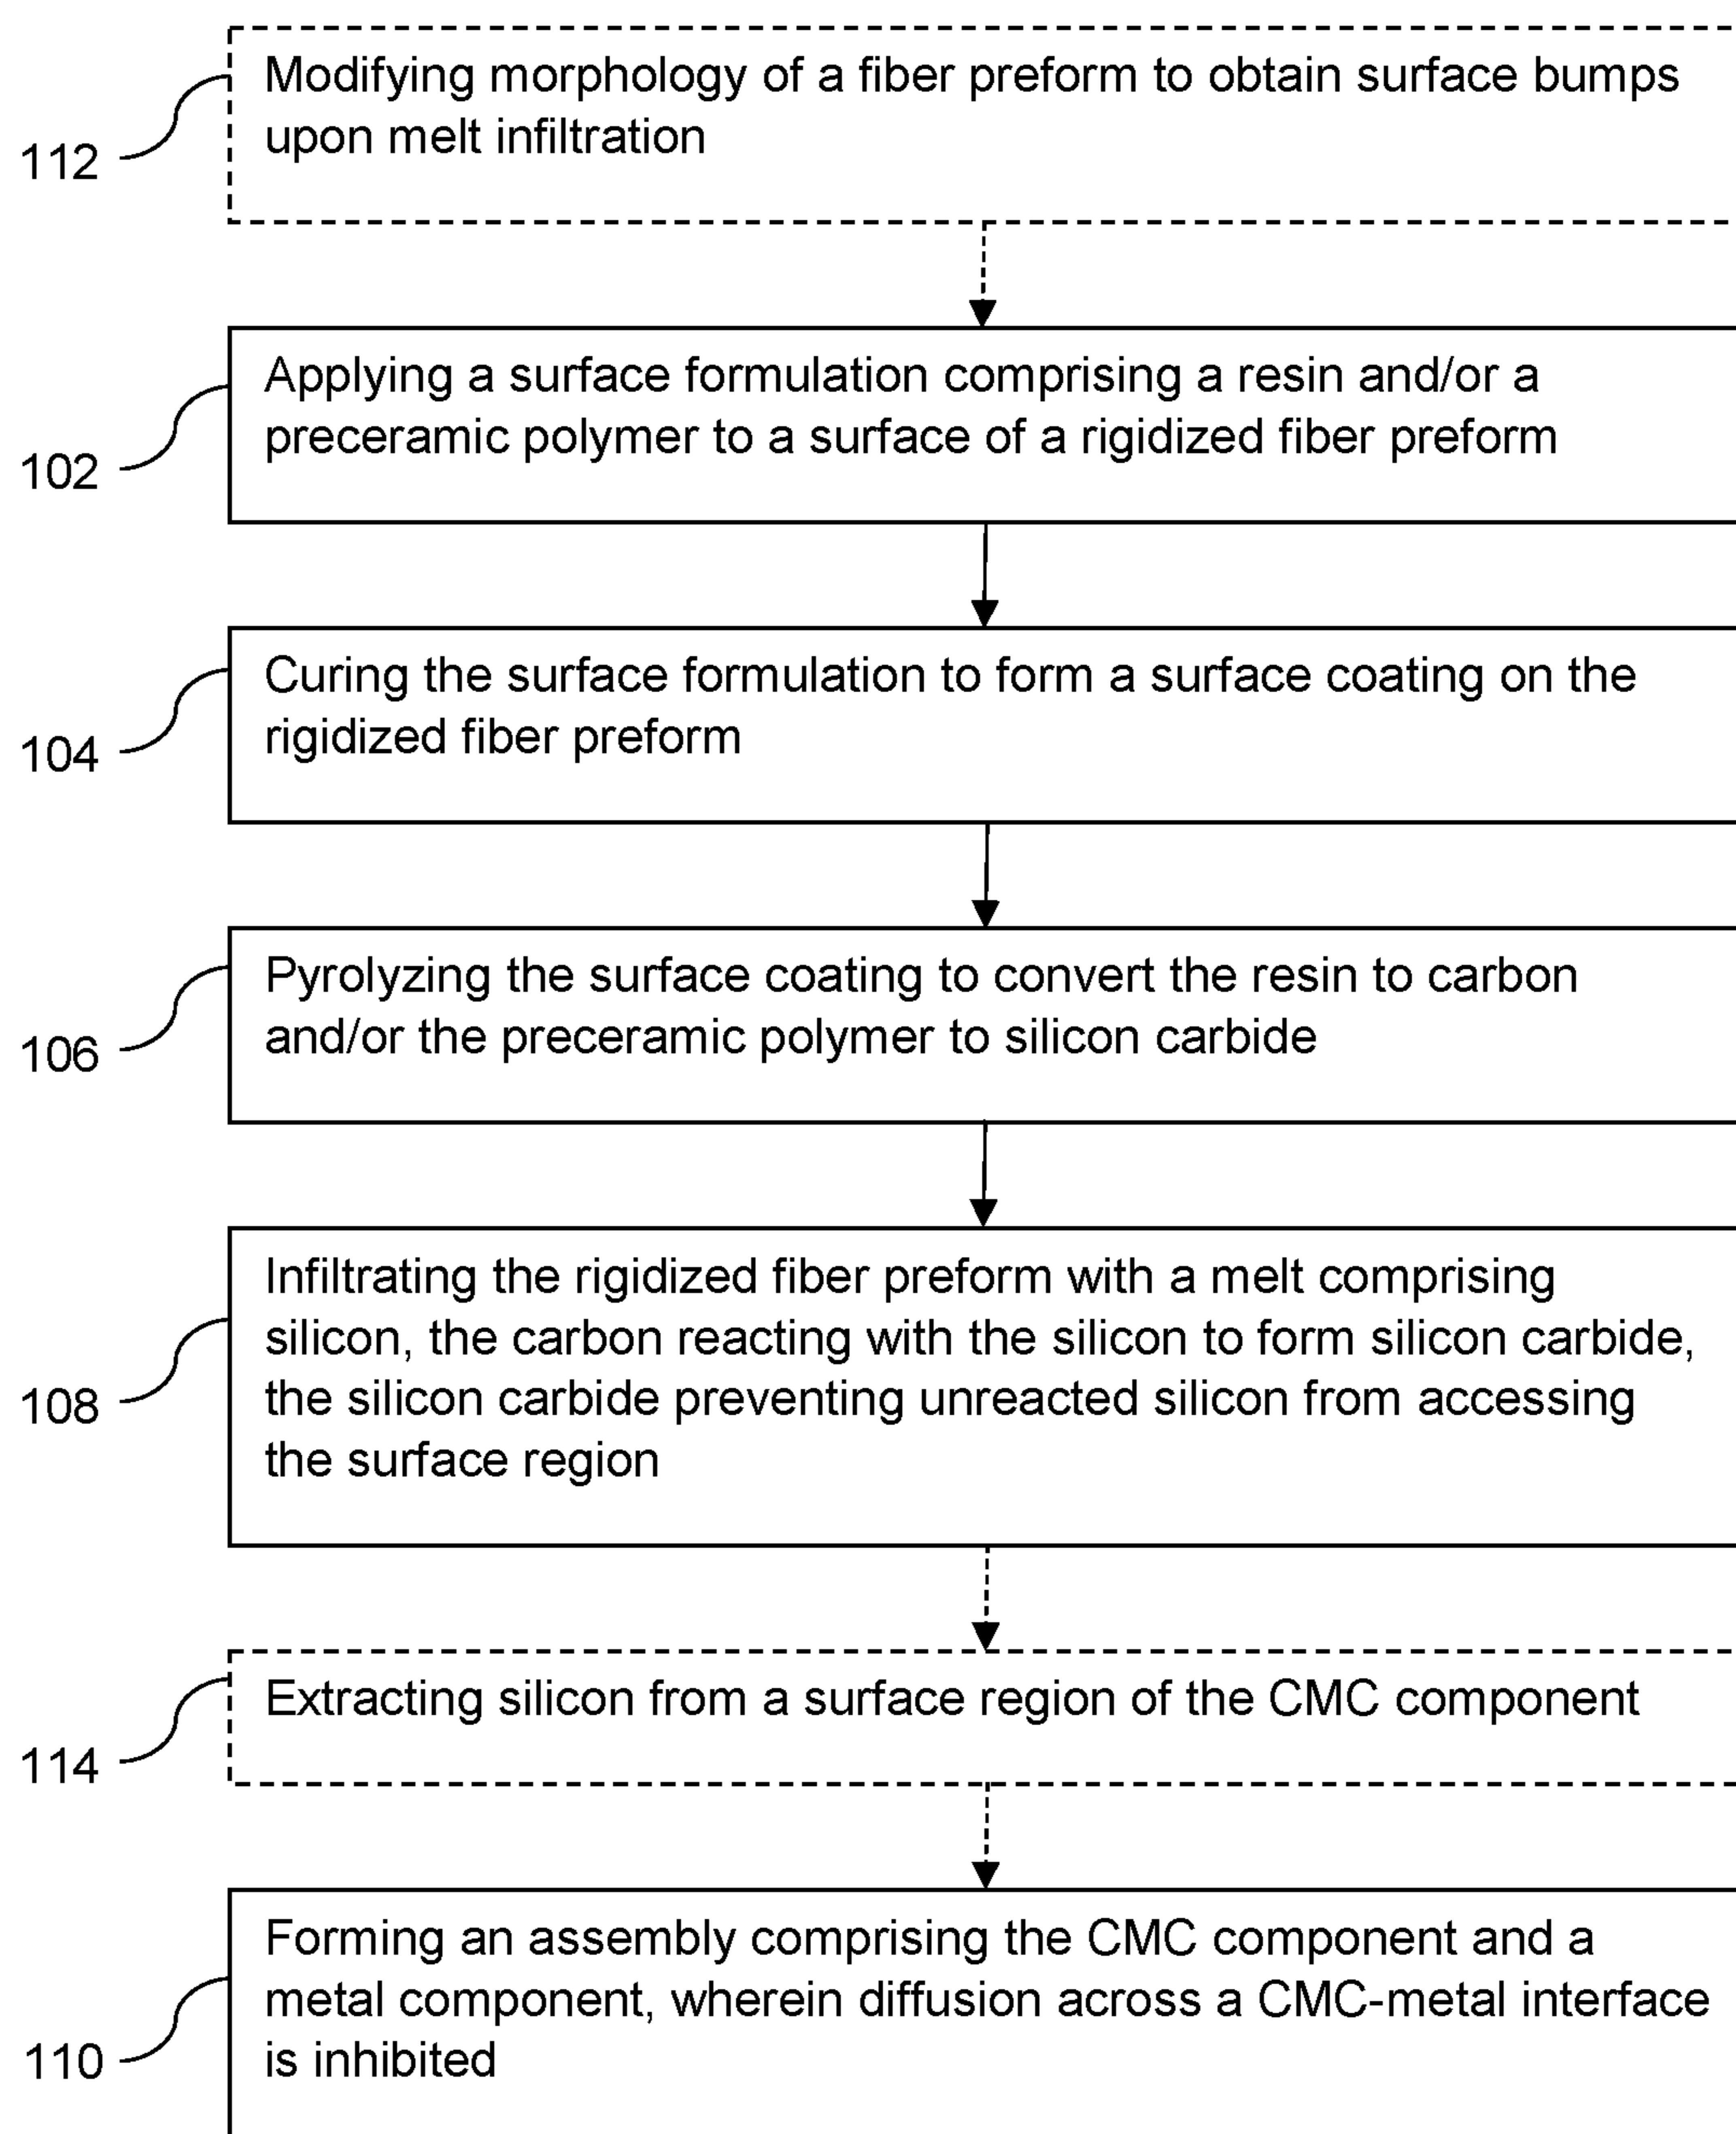 Modifying morphology of a fiber preform to obtain surface bumps
upon melt infiltration
112
Applying a surface formulation comprising a resin and/or a
preceramic polymer to a surface of a rigidized fiber preform
102
Curing the surface formulation to form a surface coating on the
rigidized fiber preform
104
Pyrolyzing the surface coating to convert the resin to carbon
and/or the preceramic polymer to silicon carbide
106
Infiltrating the rigidized fiber preform with a melt comprising
silicon, the carbon reacting with the silicon to form silicon carbide,
the silicon carbide preventing unreacted silicon from accessing
the surface region
108
Extracting silicon from a surface region of the CMC component
114
Forming an assembly comprising the CMC component and a
metal component, wherein diffusion across a CMC-metal interface
is inhibited
110